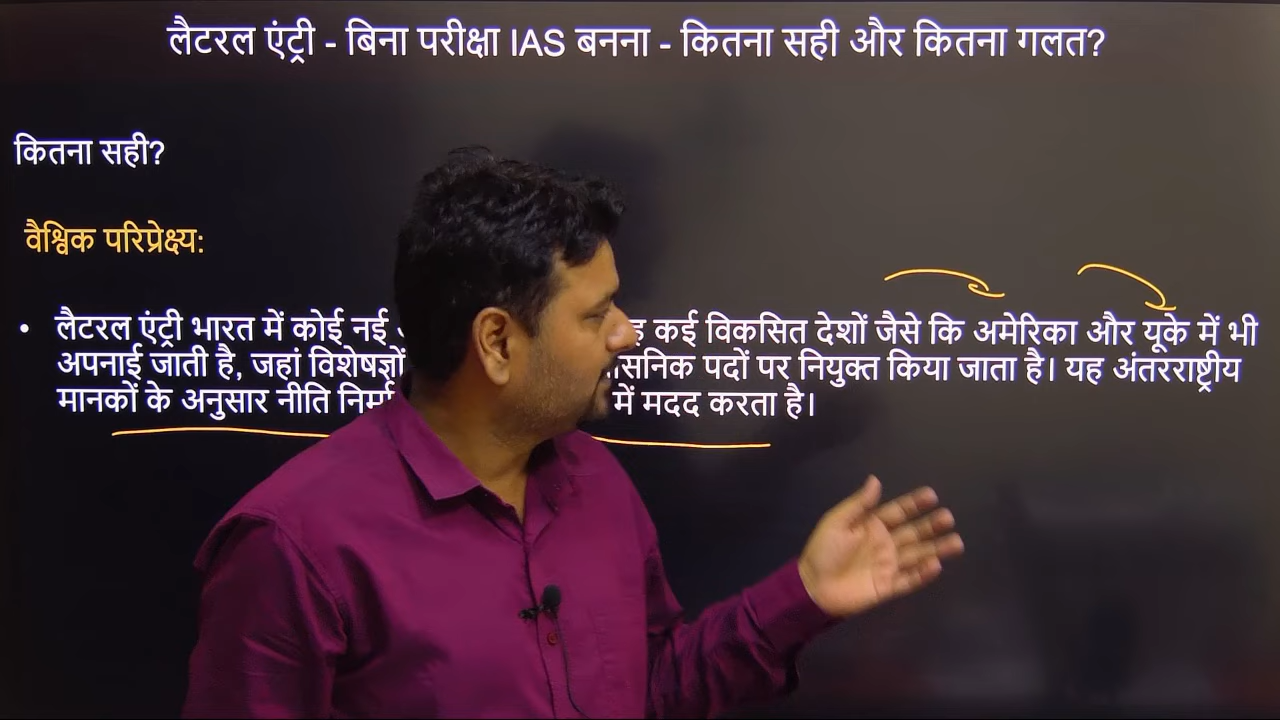 लैटरल एंट्री - बिना परीक्षा IAS बनना - कितना सही और कितना गलत?
कितना सही?
वैश्विक परिप्रेक्ष्य:
• लैटरल एंट्री भारत में कोई नई कई विकसित देशों जैसे कि अमेरिका और यूके में भी
अपनाई जाती है, जहां विशेषज्ञों पदों पर नियुक्त किया जाता है। यह अंतरराष्ट्रीय
मानकों के अनुसार नीति में मदद करता है।